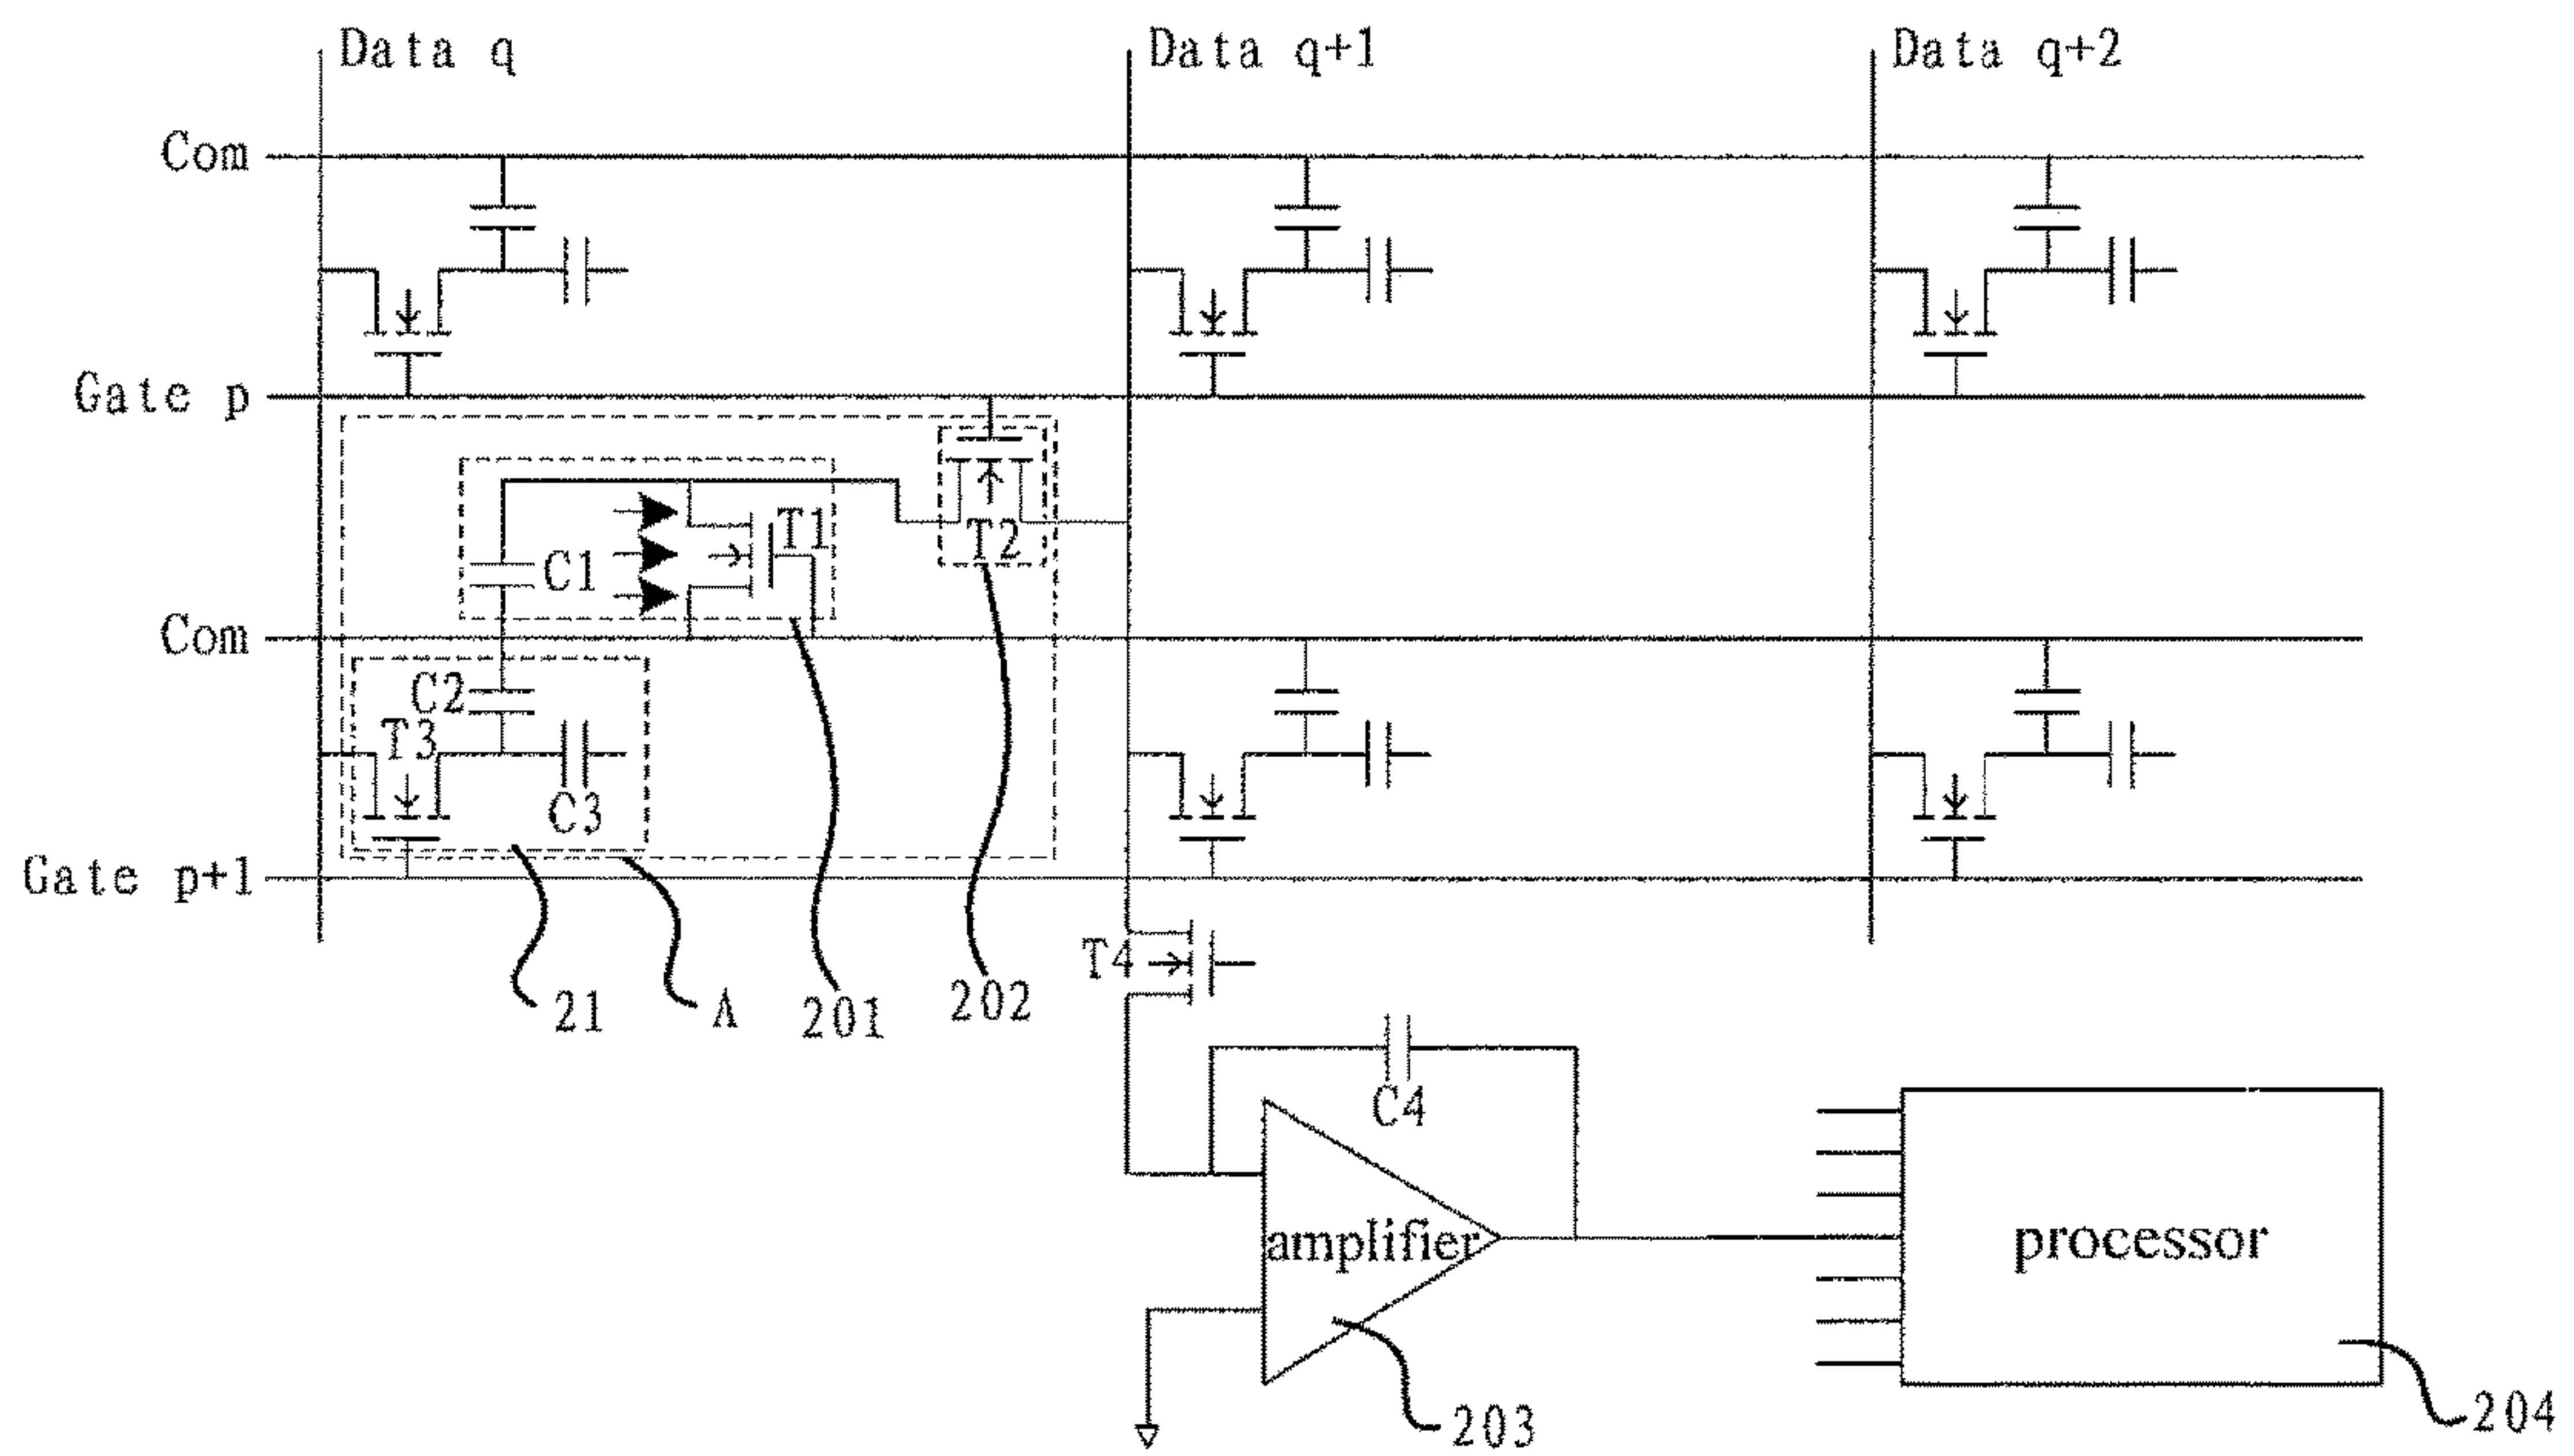 Data q
Data q+1
Data q+2
Com
Gate p
T1
T2
C1
Com
C2
T3
C3
Gate p+1
T4
21
A
201
202
C4
amplifier
processor
203
204